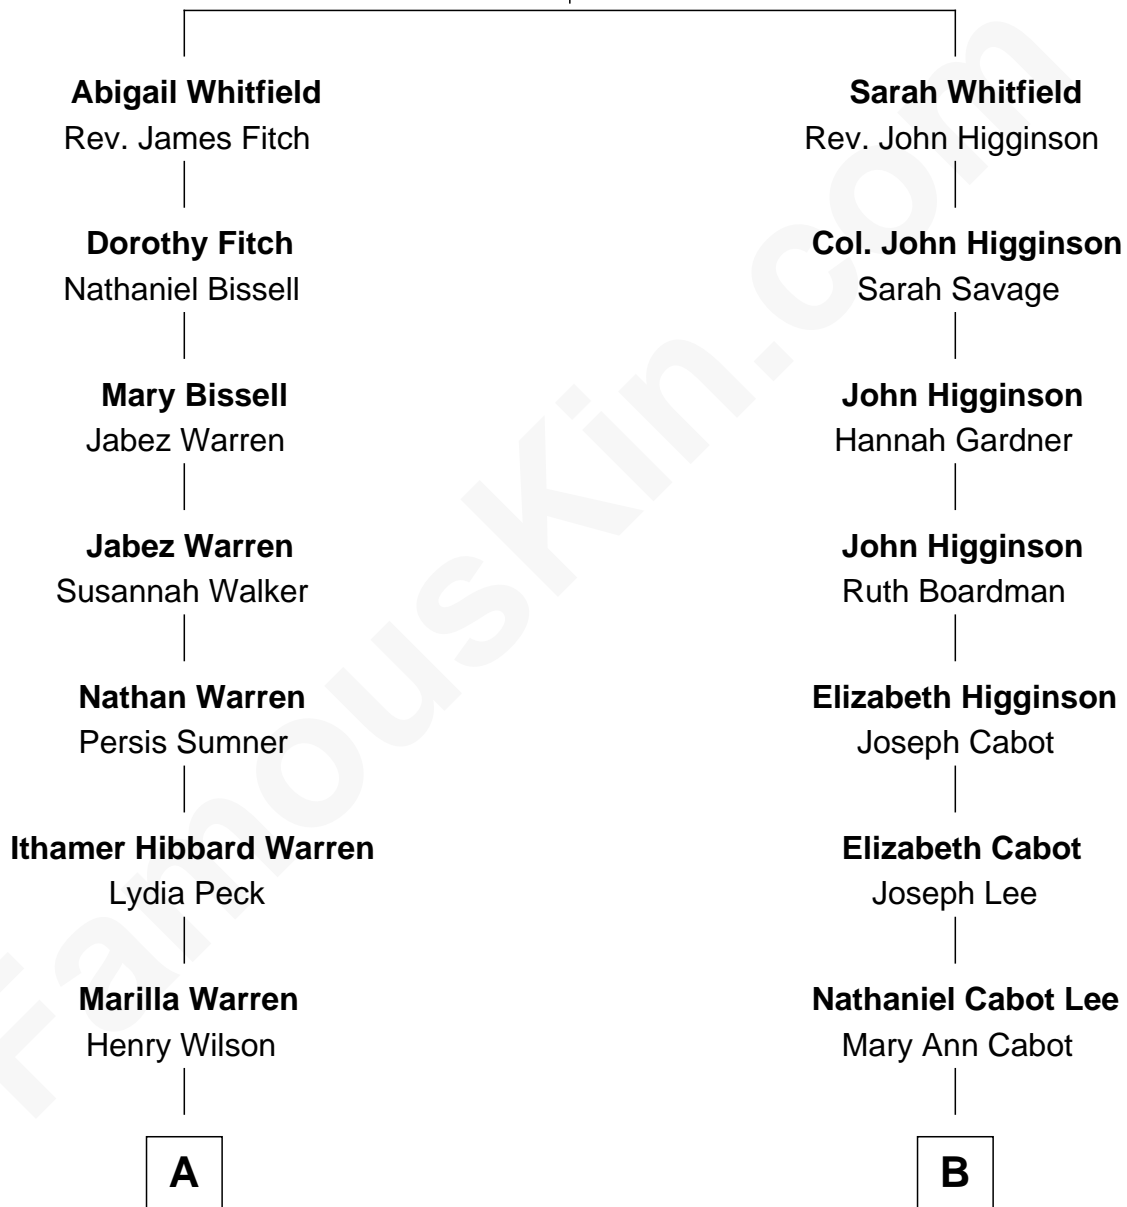 Abigail Whitfield
Rev. James Fitch
Dorothy Fitch
Nathaniel Bissell
Mary Bissell
Jabez Warren
Jabez Warren
Susannah Walker
Nathan Warren
Persis Sumner
Ithamer Hibbard Warren
Lydia Peck
Marilla Warren
Henry Wilson
A
Sarah Whitfield
Rev. John Higginson
Col. John Higginson
Sarah Savage
John Higginson
Hannah Gardner
John Higginson
Ruth Boardman
Elizabeth Higginson
Joseph Cabot
Elizabeth Cabot
Joseph Lee
Nathaniel Cabot Lee
Mary Ann Cabot
B
FamousKin.com